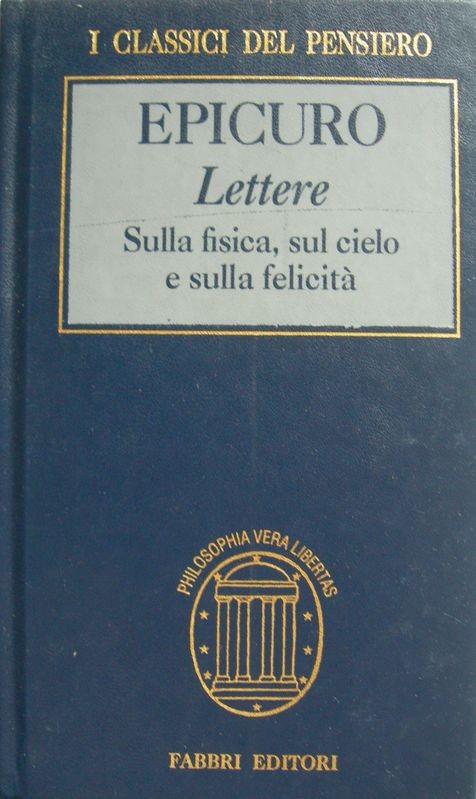 I CLASSICI DEL PENSIERO
EPICURO
Lettere
Sulla fisica, sul cielo
e sulla felicità
PHILOSOPHIA VERA LIBERTAS
FABBRI EDITORI